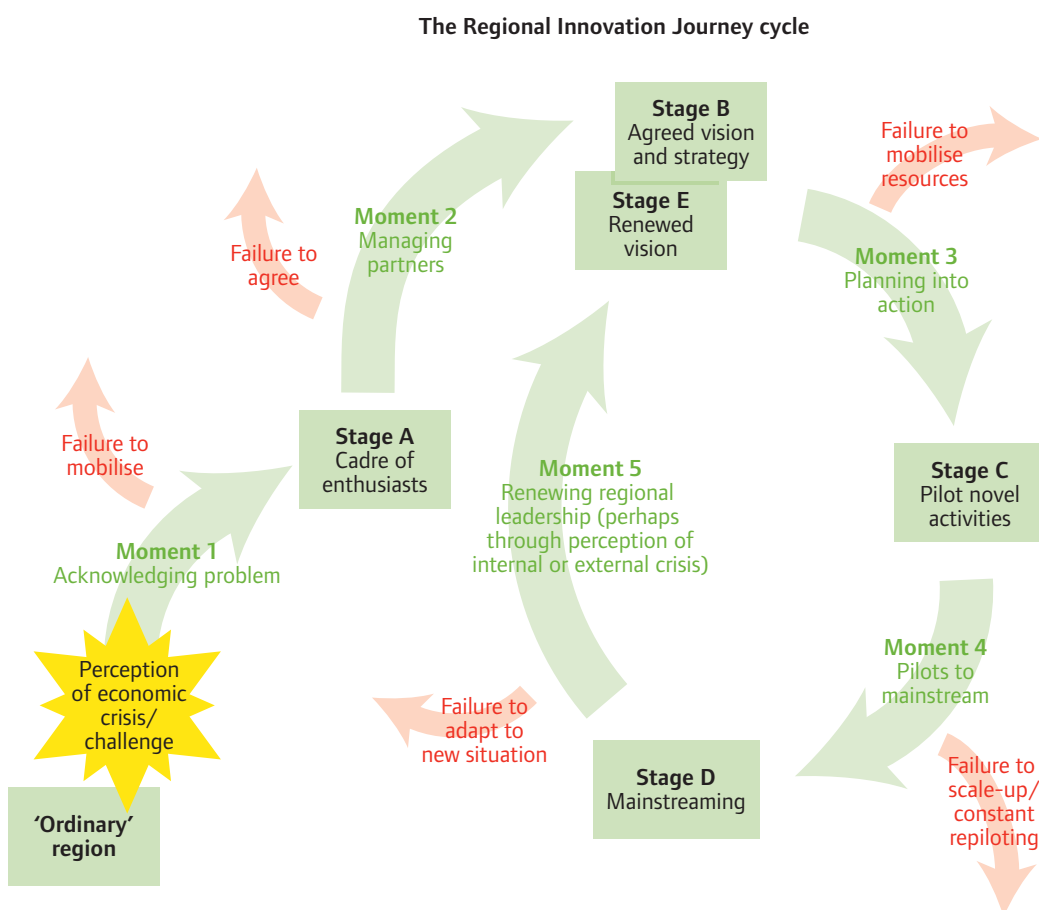 The Regional Innovation Journey cycle
'Ordinary'
region
Perception
of economic
crisis/
challenge
Moment 1
Acknowledging problem
Failure to
mobilise
Stage A
Cadre of
enthusiasts
Failure to
agree
Moment 2
Managing
partners
Stage B
Agreed vision
and strategy
Stage E
Renewed
vision
Failure to
mobilise
resources
Moment 3
Planning into
action
Stage C
Pilot novel
activities
Moment 4
Pilots to
mainstream
Failure to
scale-up/
constant
repiloting
Stage D
Mainstreaming
Failure to
adapt to
new situation
Moment 5
Renewing regional
leadership (perhaps
through perception of
internal or external crisis)